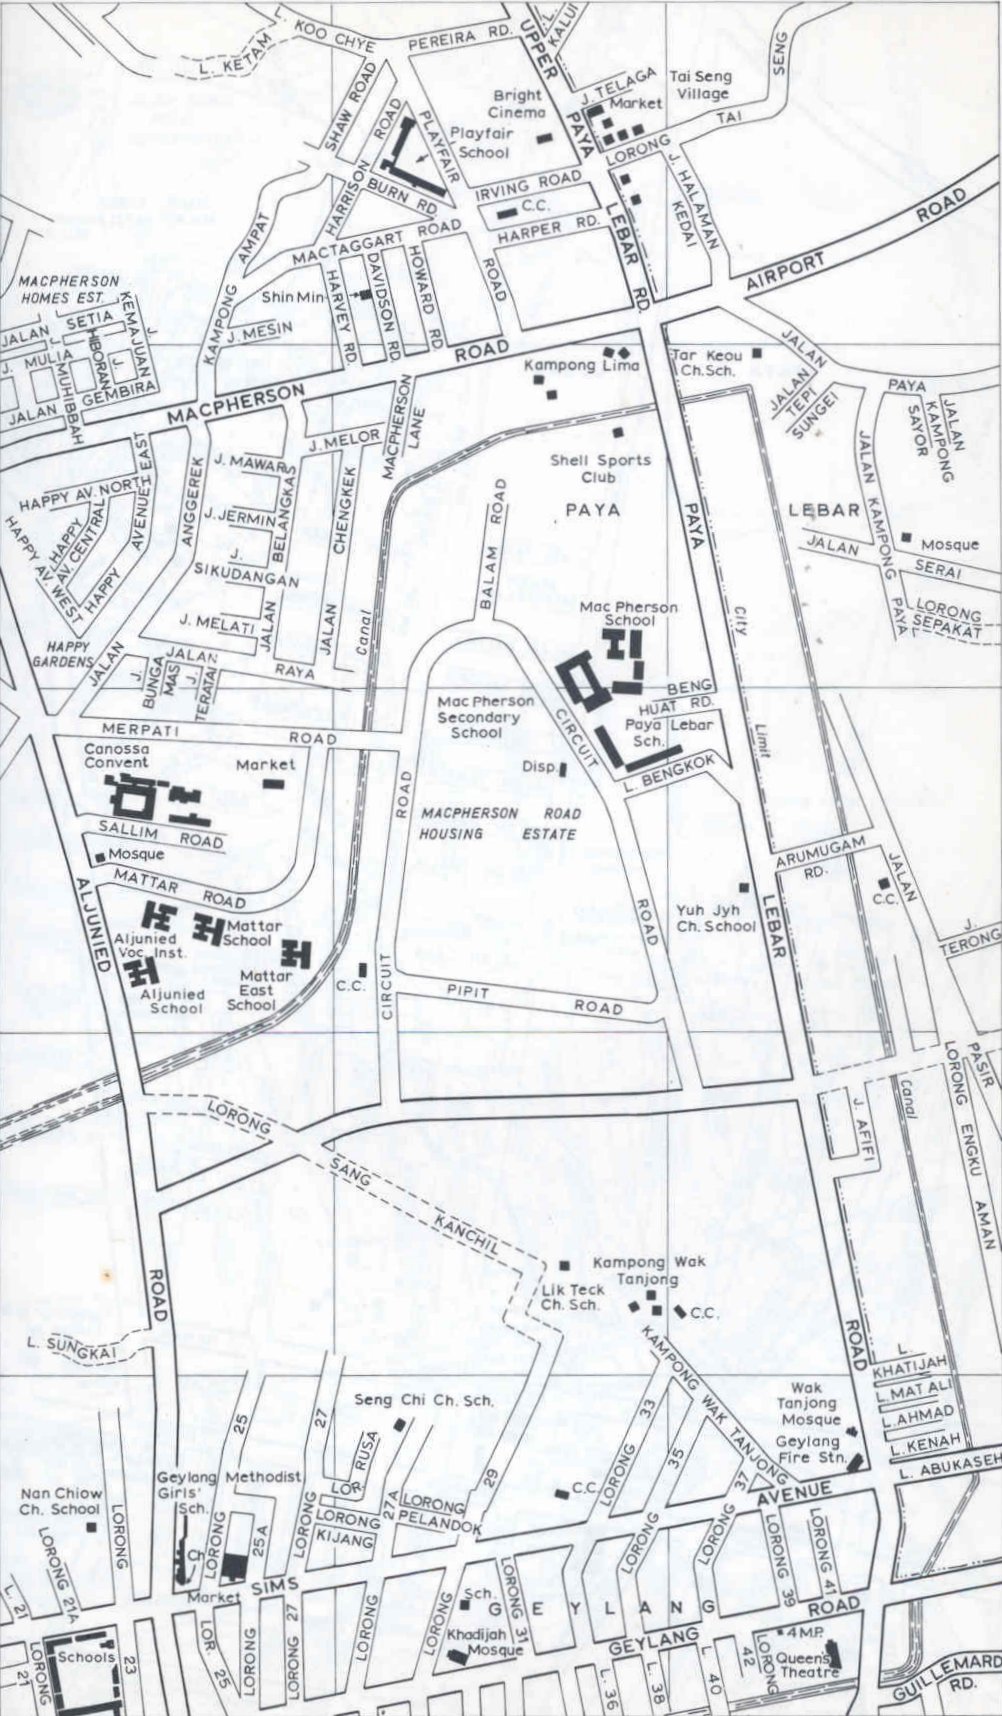 L. KOO CHYE
PEREIRA RD.
UPPER PAYA LEBAR RD.
L. KALUI
L. KETAM
SHAW ROAD
J. TELAGA
Tai Seng
Village
SENG
Bright
Cinema
Market
TAI
LORONG
HARRISON ROAD
PLAYFAIR
Playfair
School
BURN RD
IRVING ROAD
C.C.
HARPER RD.
J. HALAMAN
KEDAI
AIRPORT ROAD
KAMPONG AMPAT
MACTAGGART ROAD
ROAD
MACPHERSON
HOMES EST.
Shin Min
HARVEY RD.
DAVIDSON RD.
HOWARD RD
JALAN SETIA
J. KEMAJUAN
J. MULIA
J. HIBORAN
J. MUHIBBAH
JALAN GEMBIRA
J. MESIN
MACPHERSON ROAD
Kampong Lima
Tar Keou
Ch.Sch.
JALAN
PAYA
JALAN
TEPI
SUNGEI
JALAN
KAMPONG
SAYOR
MACPHERSON
LANE
J. MELOR
J. MAWAR
Shell Sports
Club
HAPPY AV. NORTH
HAPPY AVENUE EAST
HAPPY
AV. CENTRAL
HAPPY AV. WEST
HAPPY
GARDENS
JALAN ANGGEREK
J. JERMIN
JALAN BELANGKAS
JALAN CHENGKEK
J.
SIKUDANGAN
J. MELATI
BALAM ROAD
PAYA LEBAR
PAYA
JALAN KAMPONG PAYA
Mosque
JALAN SERAI
LORONG
SEPAKAT
Canal
City Limit
Mac Pherson
School
JALAN RAYA
J.
BUNGA
MAS
J.
TERATAI
MERPATI ROAD
Mac Pherson
Secondary
School
BENG
HUAT RD.
Paya Lebar
Sch.
CIRCUIT
L. BENGKOK
Disp.
Canossa
Convent
Market
SALLIM ROAD
Mosque
MATTAR ROAD
ROAD
MACPHERSON ROAD
HOUSING ESTATE
ARUMUGAM
RD.
JALAN
C.C.
Yuh Jyh
Ch. School
LEBAR
J.
TERONG
ALJUNIED
Aljunied
Voc. Inst.
Mattar
School
Mattar
East
School
Aljunied
School
C.C.
CIRCUIT
PIPIT ROAD
ROAD
PASIR
LORONG ENGKU AMAN
Canal
J. AFIFI
LORONG SANG KANCHIL
ROAD
Kampong Wak
Tanjong
Lik Teck
Ch. Sch.
C.C.
L. SUNGKAI
KAMPONG WAK TANJONG
ROAD
L.
KHATIJAH
L. MAT ALI
L. AHMAD
L. KENAH
L. ABUKASEH
Wak
Tanjong
Mosque
Geylang
Fire Stn.
Seng Chi Ch. Sch.
25
27
LOR. RUSA
29
LORONG 33
35
37
AVENUE
Nan Chiow
Ch. School
Geylang
Girls'
Sch.
Methodist
25A
LORONG
27A
LORONG
KIJANG
LORONG
PELANDOK
C.C.
LORONG
LORONG
LORONG
LORONG 39
LORONG 41
LORONG
Ch
Market
SIMS
LORONG 21A
L. 21
LORONG 21
Schools
23
LOR. 25
LORONG
LORONG 27
LORONG
LORONG
Sch.
LORONG 31
GEYLANG
Khadijah
Mosque
GEYLANG ROAD
L. 36
L. 38
L. 40
LORONG 42
4 M.P.
Queens
Theatre
GUILLEMARD
RD.